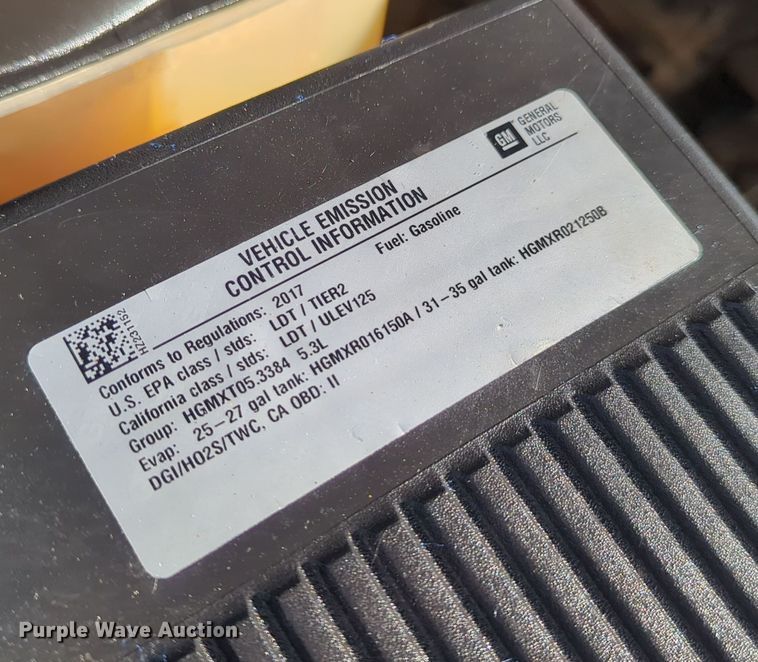 GM
GENERAL
MOTORS
LLC
VEHICLE EMISSION
CONTROL INFORMATION
Fuel: Gasoline
HZ231152
Conforms to Regulations: 2017
U.S. EPA class / stds: LDT / TIER2
California class / stds: LDT / ULEV125
Group: HGMXT05.3384 5.3L
Evap: 25-27 gal tank: HGMXR016150A / 31-35 gal tank: HGMXR021250B
DGI/HO2S/TWC, CA OBD: II
Purple Wave Auction